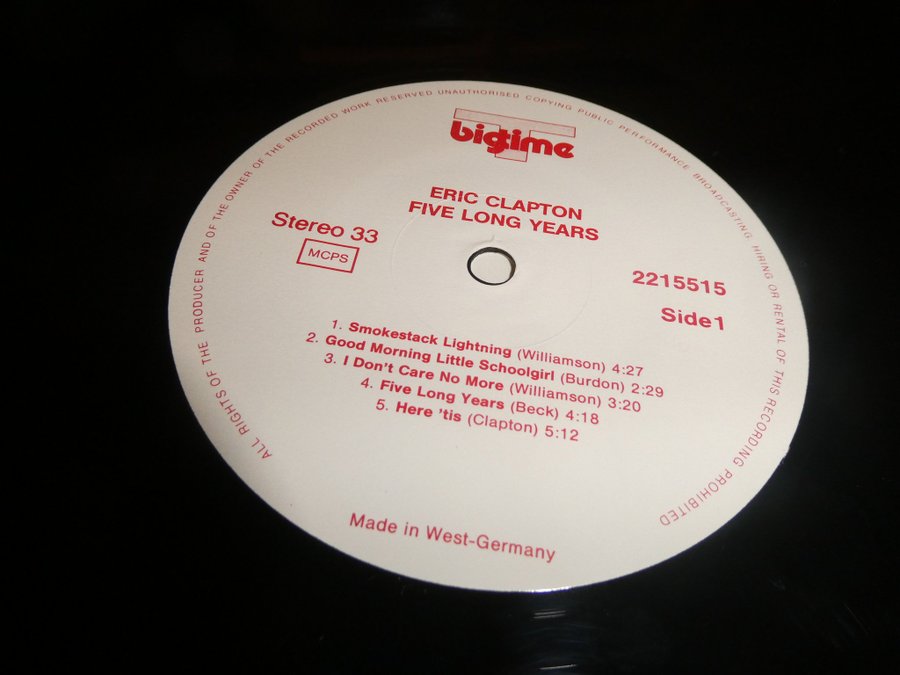 ALL RIGHTS OF THE PRODUCER AND OF THE OWNER OF THE RECORDED WORK RESERVED UNAUTHORISED COPYING PUBLIC PERFORMANCE BROADCASTING HIRING OR RENTAL OF THIS RECORDING PROHIBITED
bigtime
ERIC CLAPTON
FIVE LONG YEARS
Stereo 33
MCPS
2215515
Side1
1. Smokestack Lightning (Williamson) 4:27
2. Good Morning Little Schoolgirl (Burdon) 2:29
3. I Don't Care No More (Williamson) 3:20
4. Five Long Years (Beck) 4:18
5. Here 'tis (Clapton) 5:12
Made in West-Germany